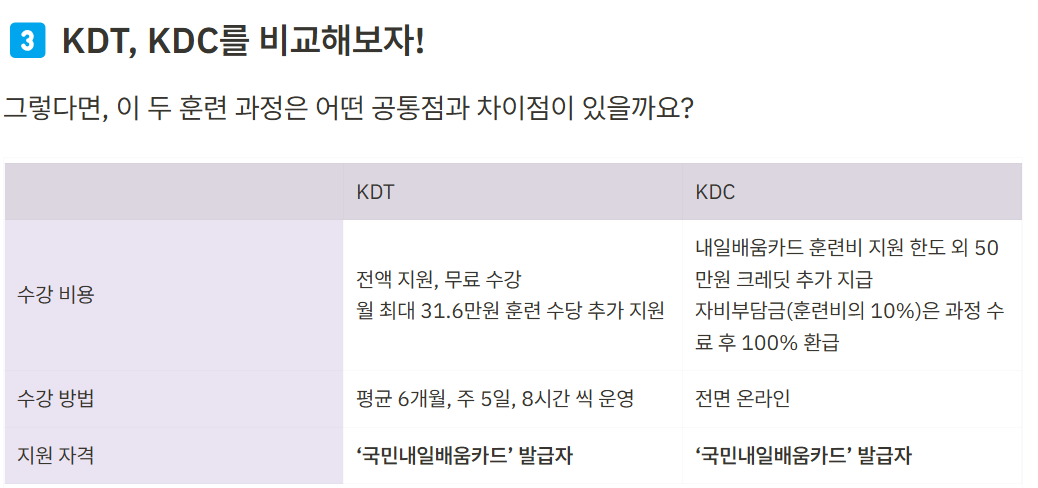 3 KDT, KDC를 비교해보자!
그렇다면, 이 두 훈련 과정은 어떤 공통점과 차이점이 있을까요?
KDT KDC
수강 비용
전액 지원, 무료 수강
월 최대 31.6만원 훈련 수당 추가 지원
내일배움카드 훈련비 지원 한도 외 50
만원 크레딧 추가 지급
자비부담금(훈련비의 10%)은 과정 수
료 후 100% 환급
수강 방법
평균 6개월, 주 5일, 8시간 씩 운영
전면 온라인
지원 자격
‘국민내일배움카드’ 발급자
‘국민내일배움카드’ 발급자